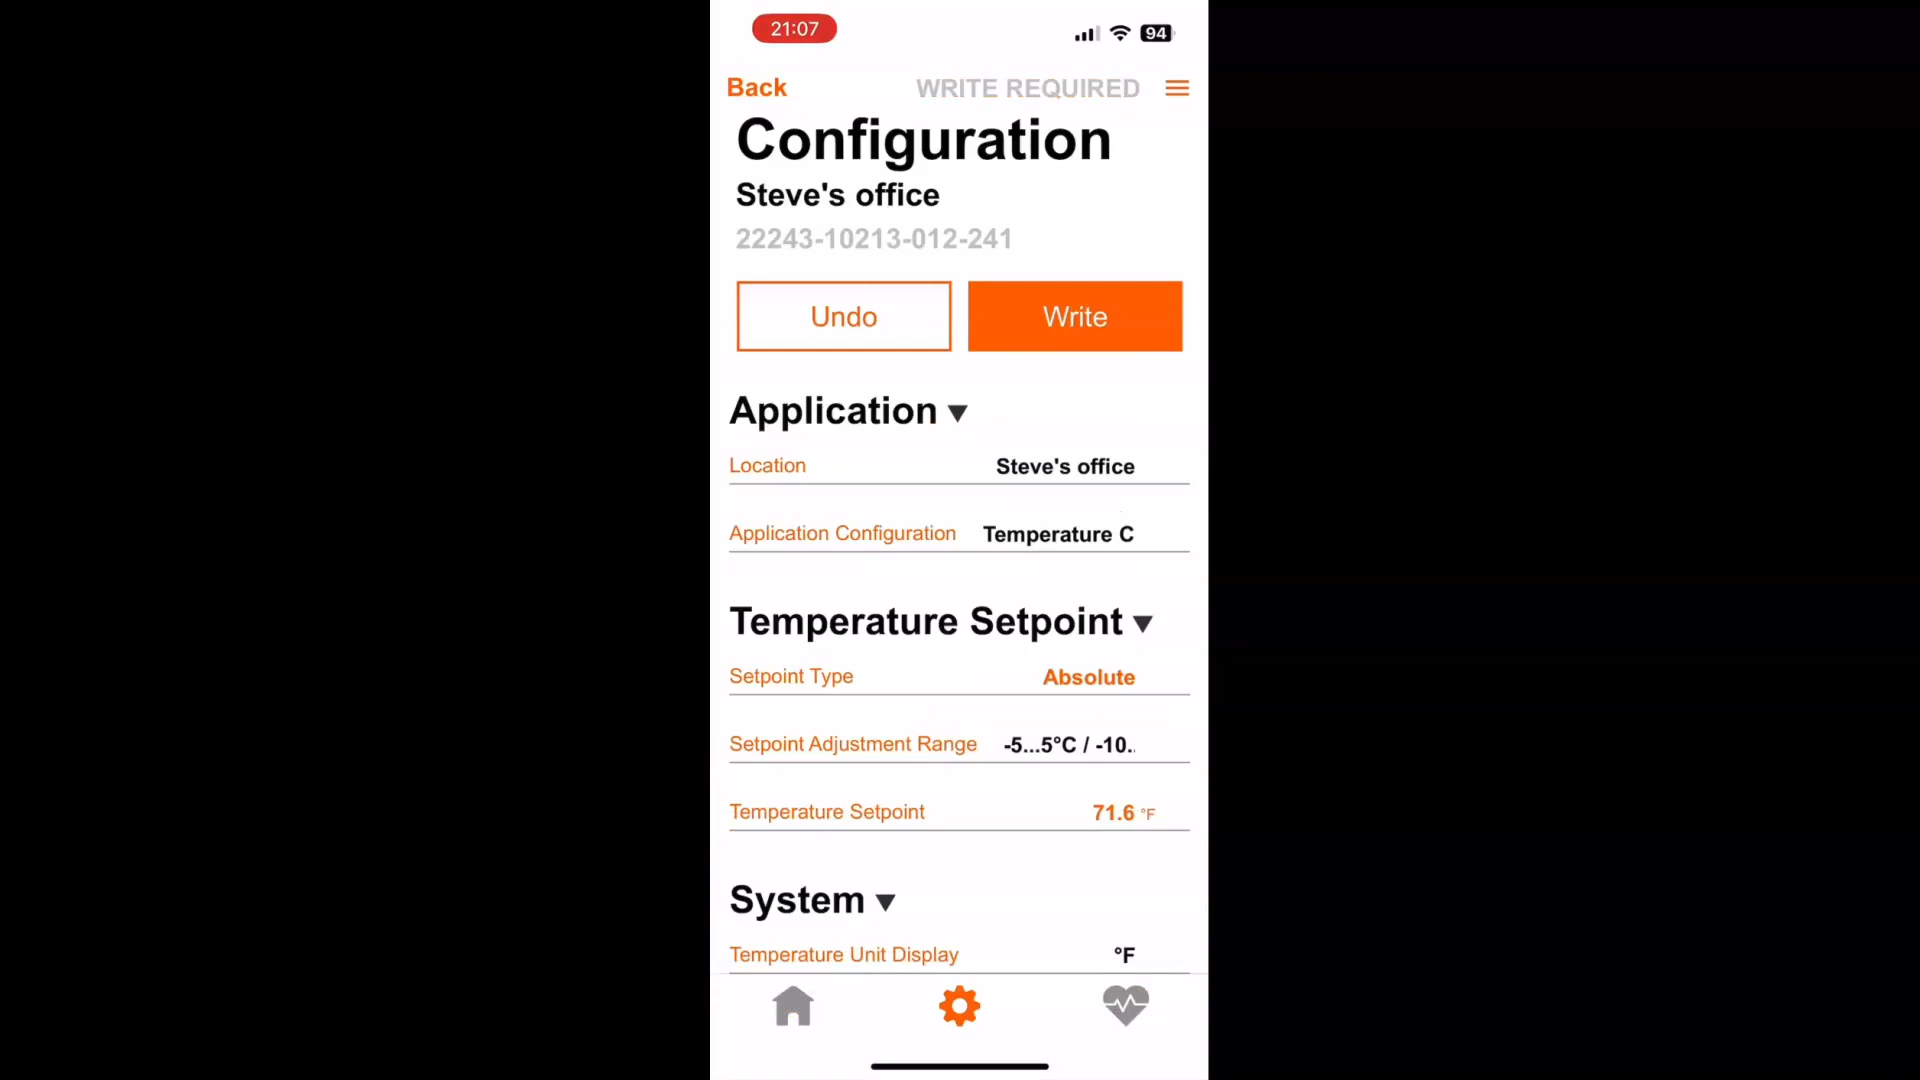 21:07
94
Back
WRITE REQUIRED
Configuration
Steve's office
22243-10213-012-241
Undo
Write
Application ▼
Location Steve's office
Application Configuration Temperature C
Temperature Setpoint ▼
Setpoint Type Absolute
Setpoint Adjustment Range -5...5°C / -10..
Temperature Setpoint 71.6 °F
System ▼
Temperature Unit Display °F